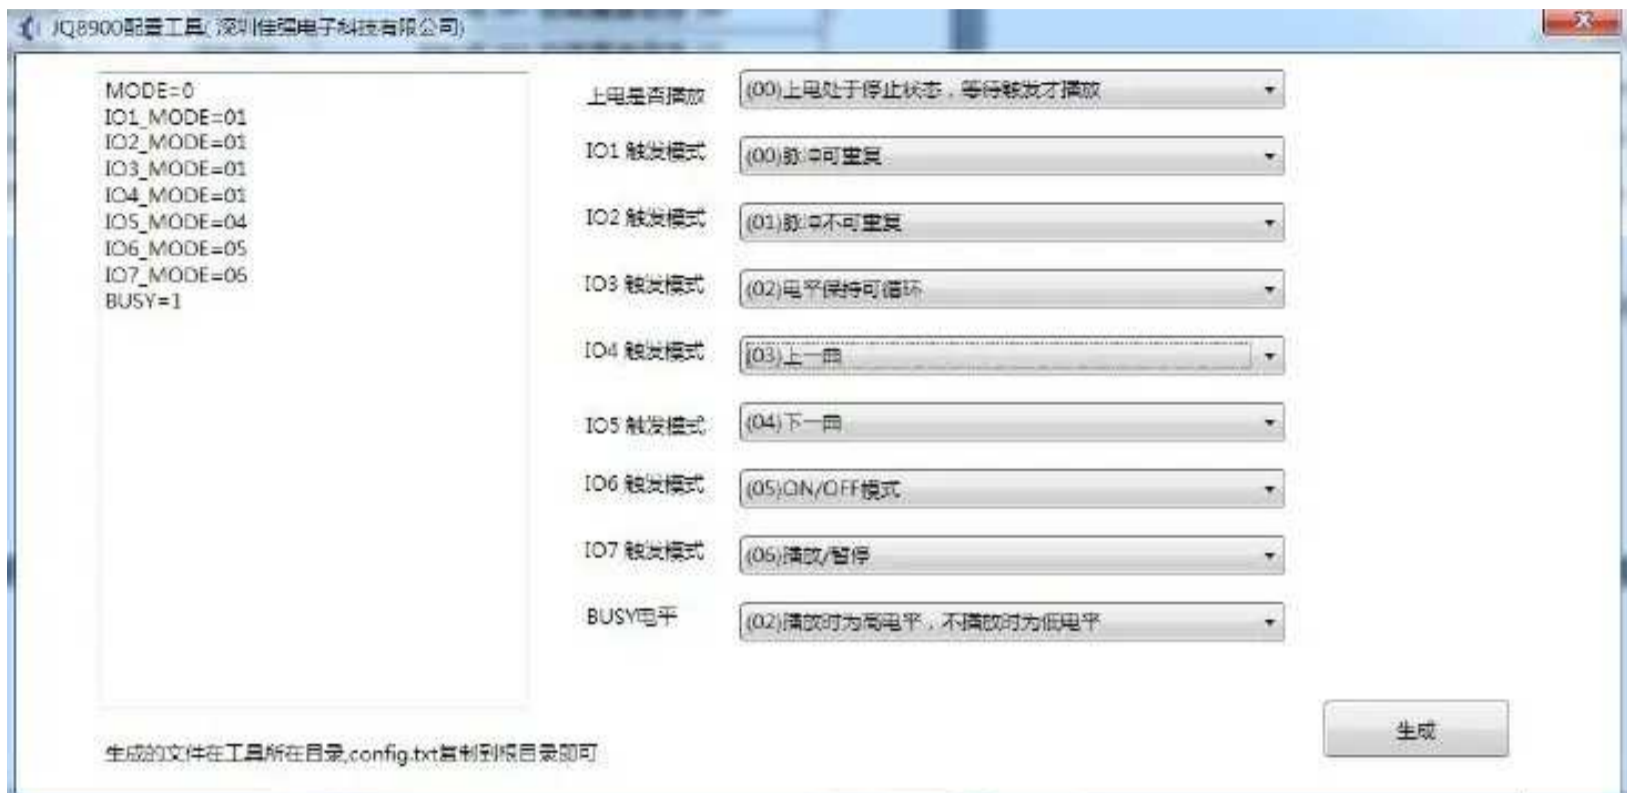 JQ8900配置工具(深圳佳强电子科技有限公司)
MODE=0
IO1_MODE=01
IO2_MODE=01
IO3_MODE=01
IO4_MODE=01
IO5_MODE=04
IO6_MODE=05
IO7_MODE=06
BUSY=1
上电是否播放
(00)上电处于停止状态，等待触发才播放
IO1 触发模式
(00)脉冲可重复
IO2 触发模式
(01)脉冲不可重复
IO3 触发模式
(02)电平保持可循环
IO4 触发模式
(03)上一曲
IO5 触发模式
(04)下一曲
IO6 触发模式
(05)ON/OFF模式
IO7 触发模式
(06)播放/暂停
BUSY电平
(02)播放时为高电平，不播放时为低电平
生成
生成的文件在工具所在目录,config.txt复制到根目录即可